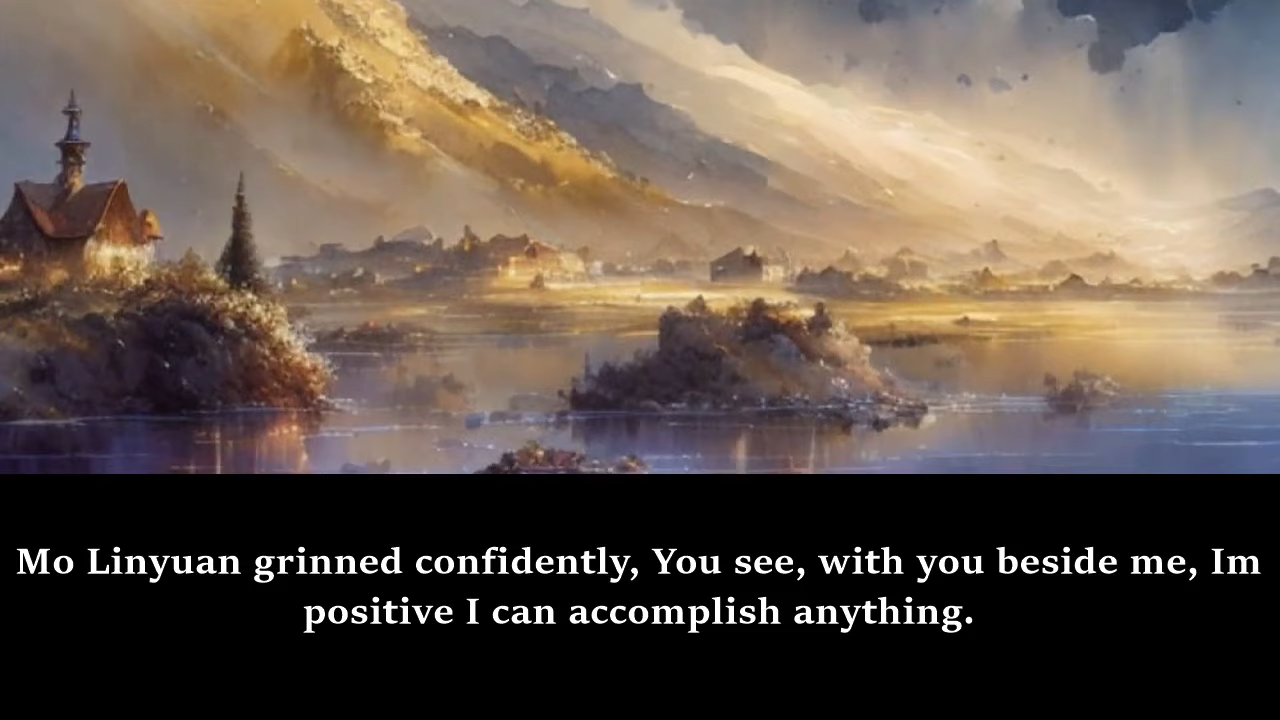 Mo Linyuan grinned confidently, You see, with you beside me, Im
positive I can accomplish anything.